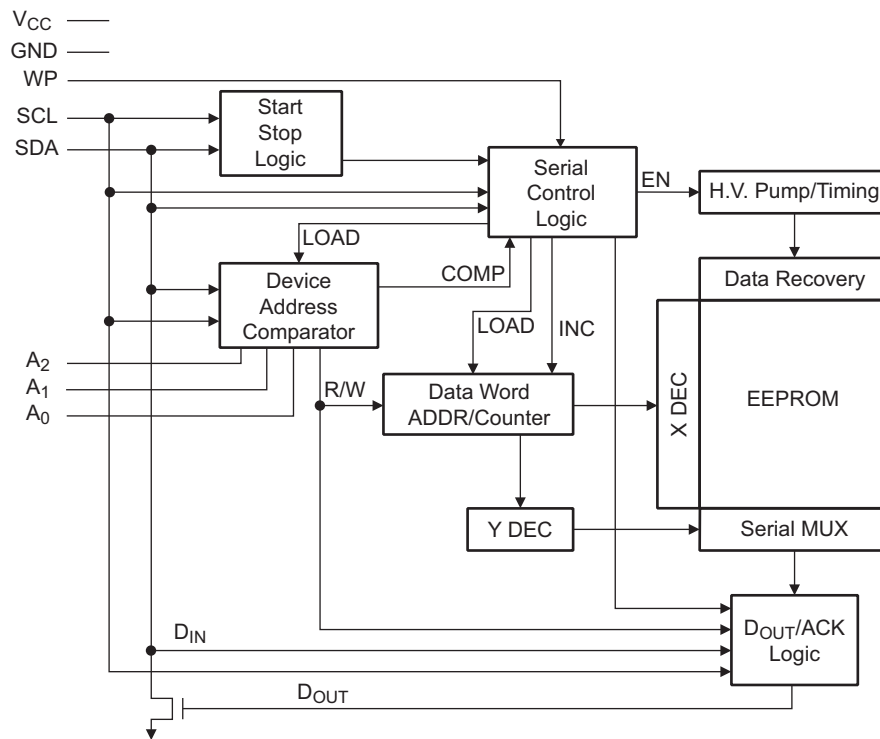 VCC
GND
WP
SCL
SDA
Start
Stop
Logic
Serial
Control
Logic
EN
H.V. Pump/Timing
LOAD
COMP
Device
Address
Comparator
LOAD
INC
Data Recovery
A2
A1
A0
R/W
Data Word
ADDR/Counter
X DEC
EEPROM
Y DEC
Serial MUX
DIN
DOUT/ACK
Logic
DOUT